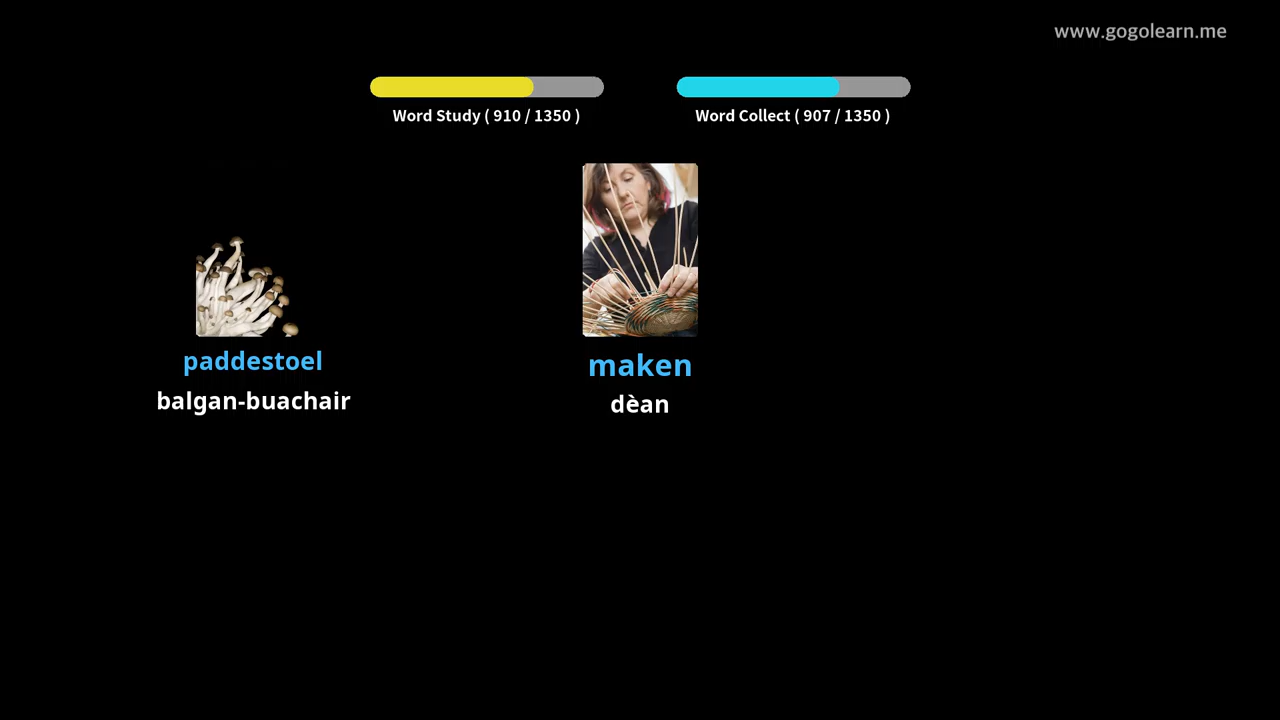 www.gogolearn.me
Word Study ( 910 / 1350 )
Word Collect ( 907 / 1350 )
paddestoel
balgan-buachair
maken
dèan